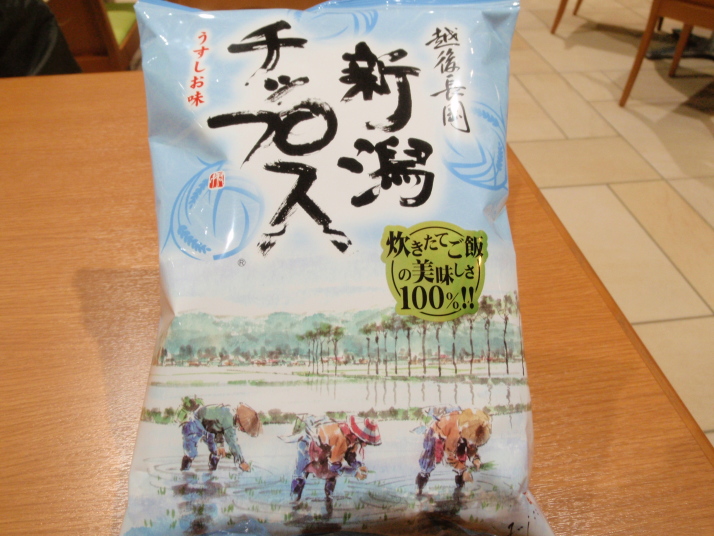 越後長岡
新潟
チップス
うすしお味
®
炊きたてご飯
の美味しさ
100%!!